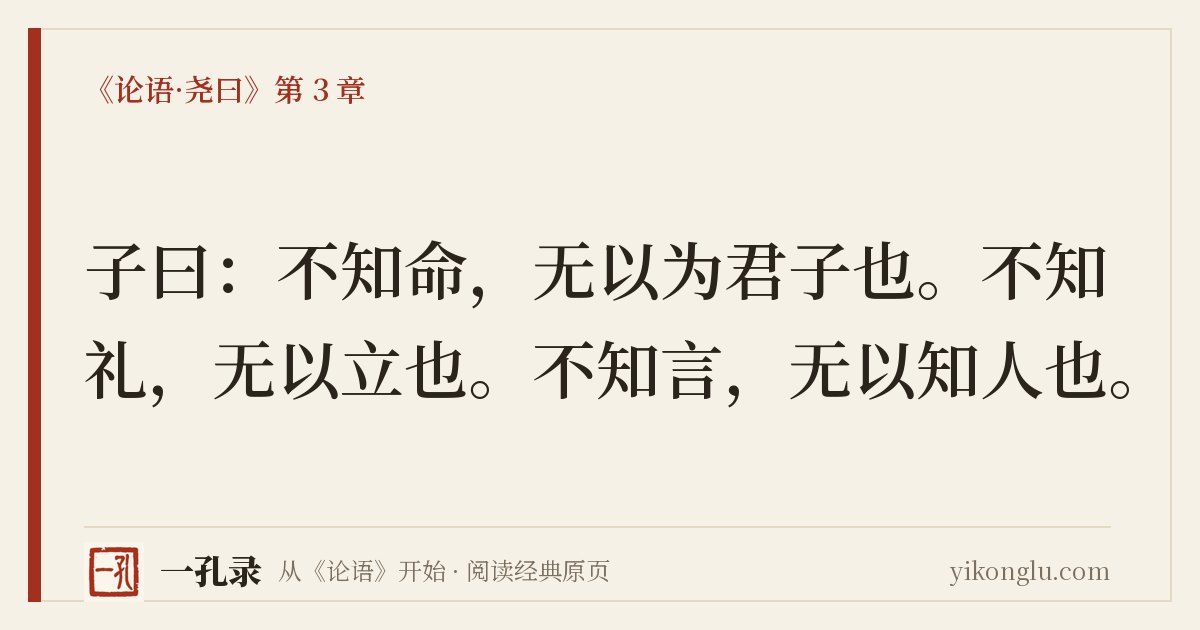 《论语·尧曰》第 3 章
子曰：不知命，无以为君子也。不知
礼，无以立也。不知言，无以知人也。
一孔
一孔录 从《论语》开始 · 阅读经典原页 yikonglu.com